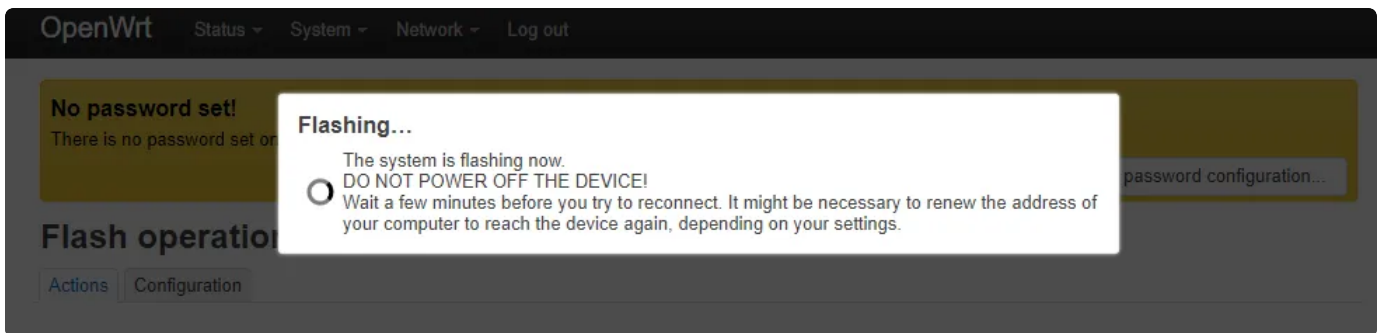 OpenWrt Status System Network Log out
No password set!
There is no password set on
password configuration...
Flashing...
The system is flashing now.
DO NOT POWER OFF THE DEVICE!
Wait a few minutes before you try to reconnect. It might be necessary to renew the address of
your computer to reach the device again, depending on your settings.
Flash operation
Actions Configuration